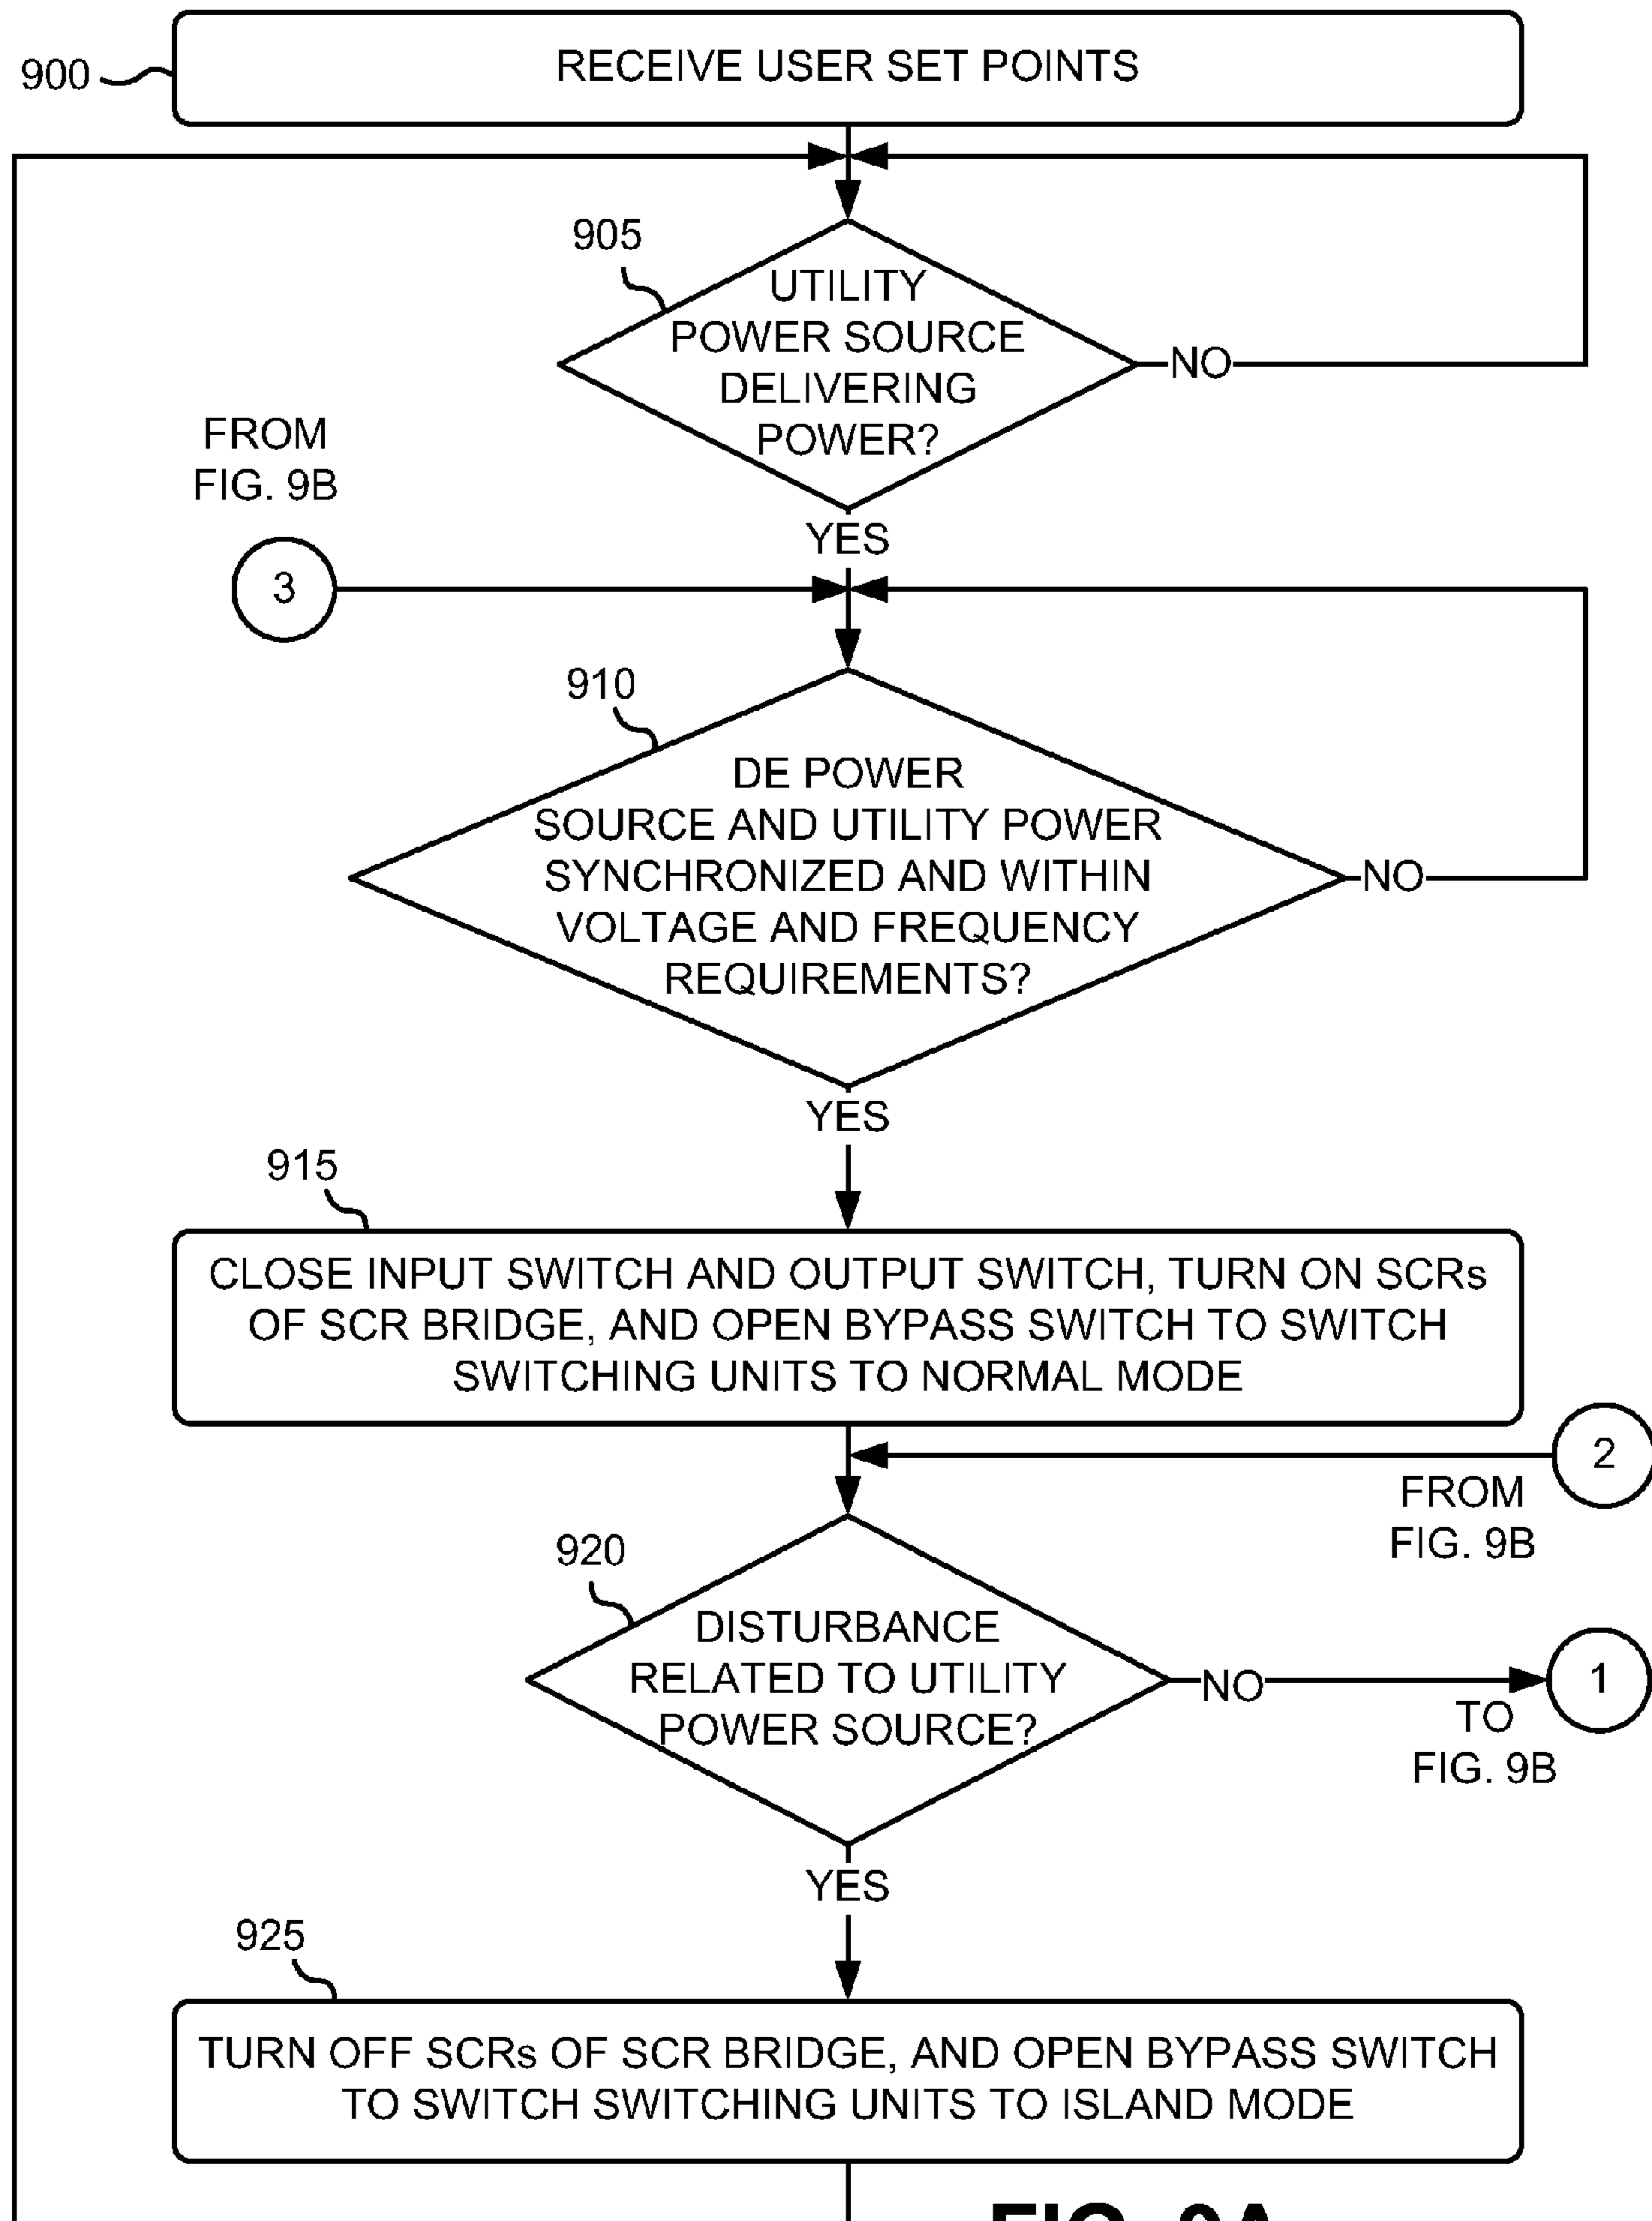 900
RECEIVE USER SET POINTS
905
UTILITY
POWER SOURCE
DELIVERING
POWER?
NO
FROM
FIG. 9B
YES
3
910
DE POWER
SOURCE AND UTILITY POWER
SYNCHRONIZED AND WITHIN
VOLTAGE AND FREQUENCY
REQUIREMENTS?
NO
YES
915
CLOSE INPUT SWITCH AND OUTPUT SWITCH, TURN ON SCRs
OF SCR BRIDGE, AND OPEN BYPASS SWITCH TO SWITCH
SWITCHING UNITS TO NORMAL MODE
2
FROM
FIG. 9B
920
DISTURBANCE
RELATED TO UTILITY
POWER SOURCE?
NO
1
TO
FIG. 9B
YES
925
TURN OFF SCRs OF SCR BRIDGE, AND OPEN BYPASS SWITCH
TO SWITCH SWITCHING UNITS TO ISLAND MODE
FIG. 9A